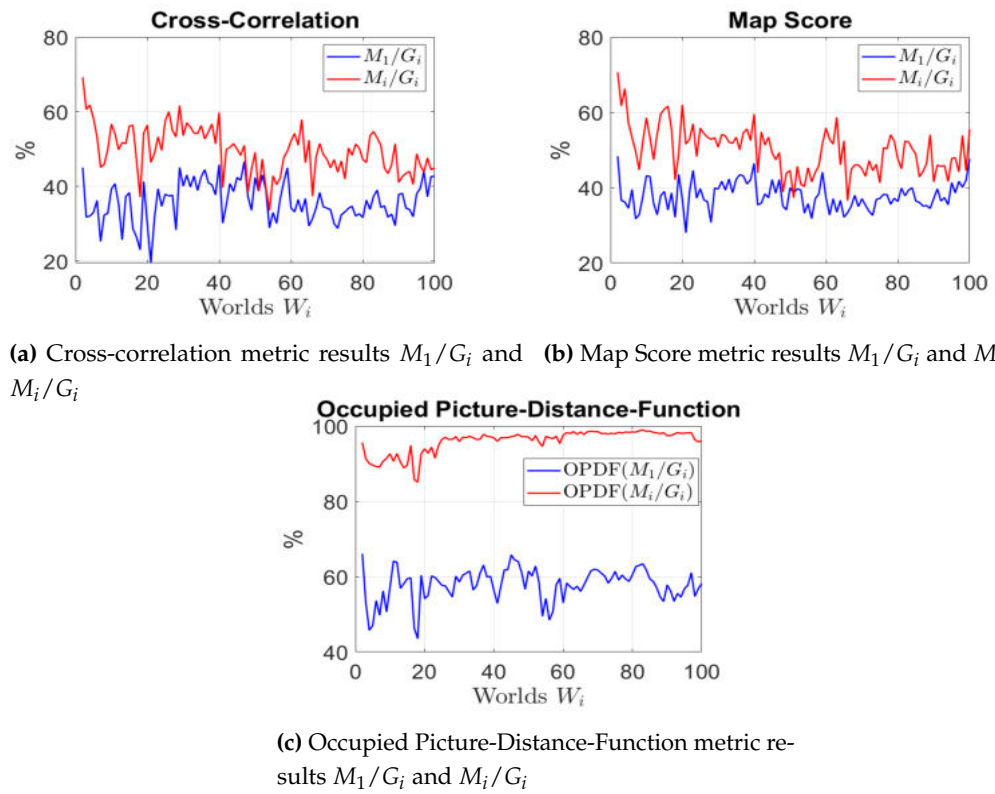 Cross-Correlation
80
60
40
20
%
M₁/Gᵢ
Mᵢ/Gᵢ
0 20 40 60 80 100
Worlds Wᵢ
Map Score
80
60
40
20
%
M₁/Gᵢ
Mᵢ/Gᵢ
0 20 40 60 80 100
Worlds Wᵢ
(a) Cross-correlation metric results M₁/Gᵢ and
Mᵢ/Gᵢ
(b) Map Score metric results M₁/Gᵢ and M
Occupied Picture-Distance-Function
100
80
60
40
%
OPDF(M₁/Gᵢ)
OPDF(Mᵢ/Gᵢ)
0 20 40 60 80 100
Worlds Wᵢ
(c) Occupied Picture-Distance-Function metric re-
sults M₁/Gᵢ and Mᵢ/Gᵢ